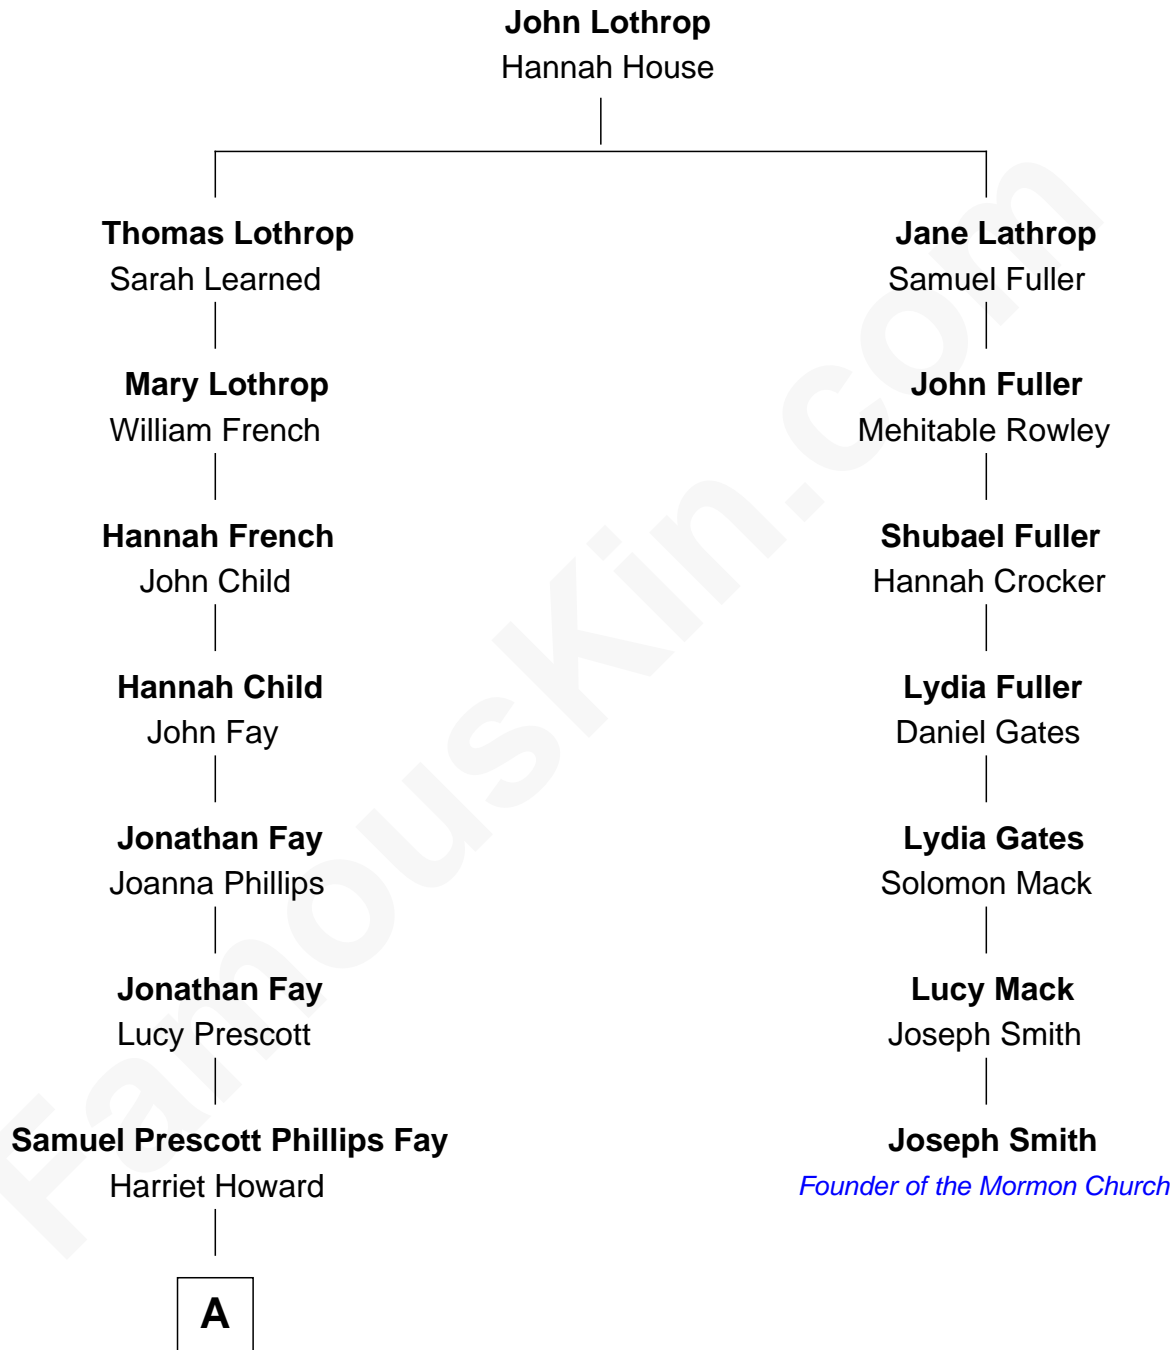 John Lothrop
Hannah House
Thomas Lothrop
Sarah Learned
Jane Lathrop
Samuel Fuller
Mary Lothrop
William French
John Fuller
Mehitable Rowley
Hannah French
John Child
Shubael Fuller
Hannah Crocker
Hannah Child
John Fay
Lydia Fuller
Daniel Gates
Jonathan Fay
Joanna Phillips
Lydia Gates
Solomon Mack
Jonathan Fay
Lucy Prescott
Lucy Mack
Joseph Smith
Samuel Prescott Phillips Fay
Harriet Howard
Joseph Smith
Founder of the Mormon Church
A
FamousKin.com